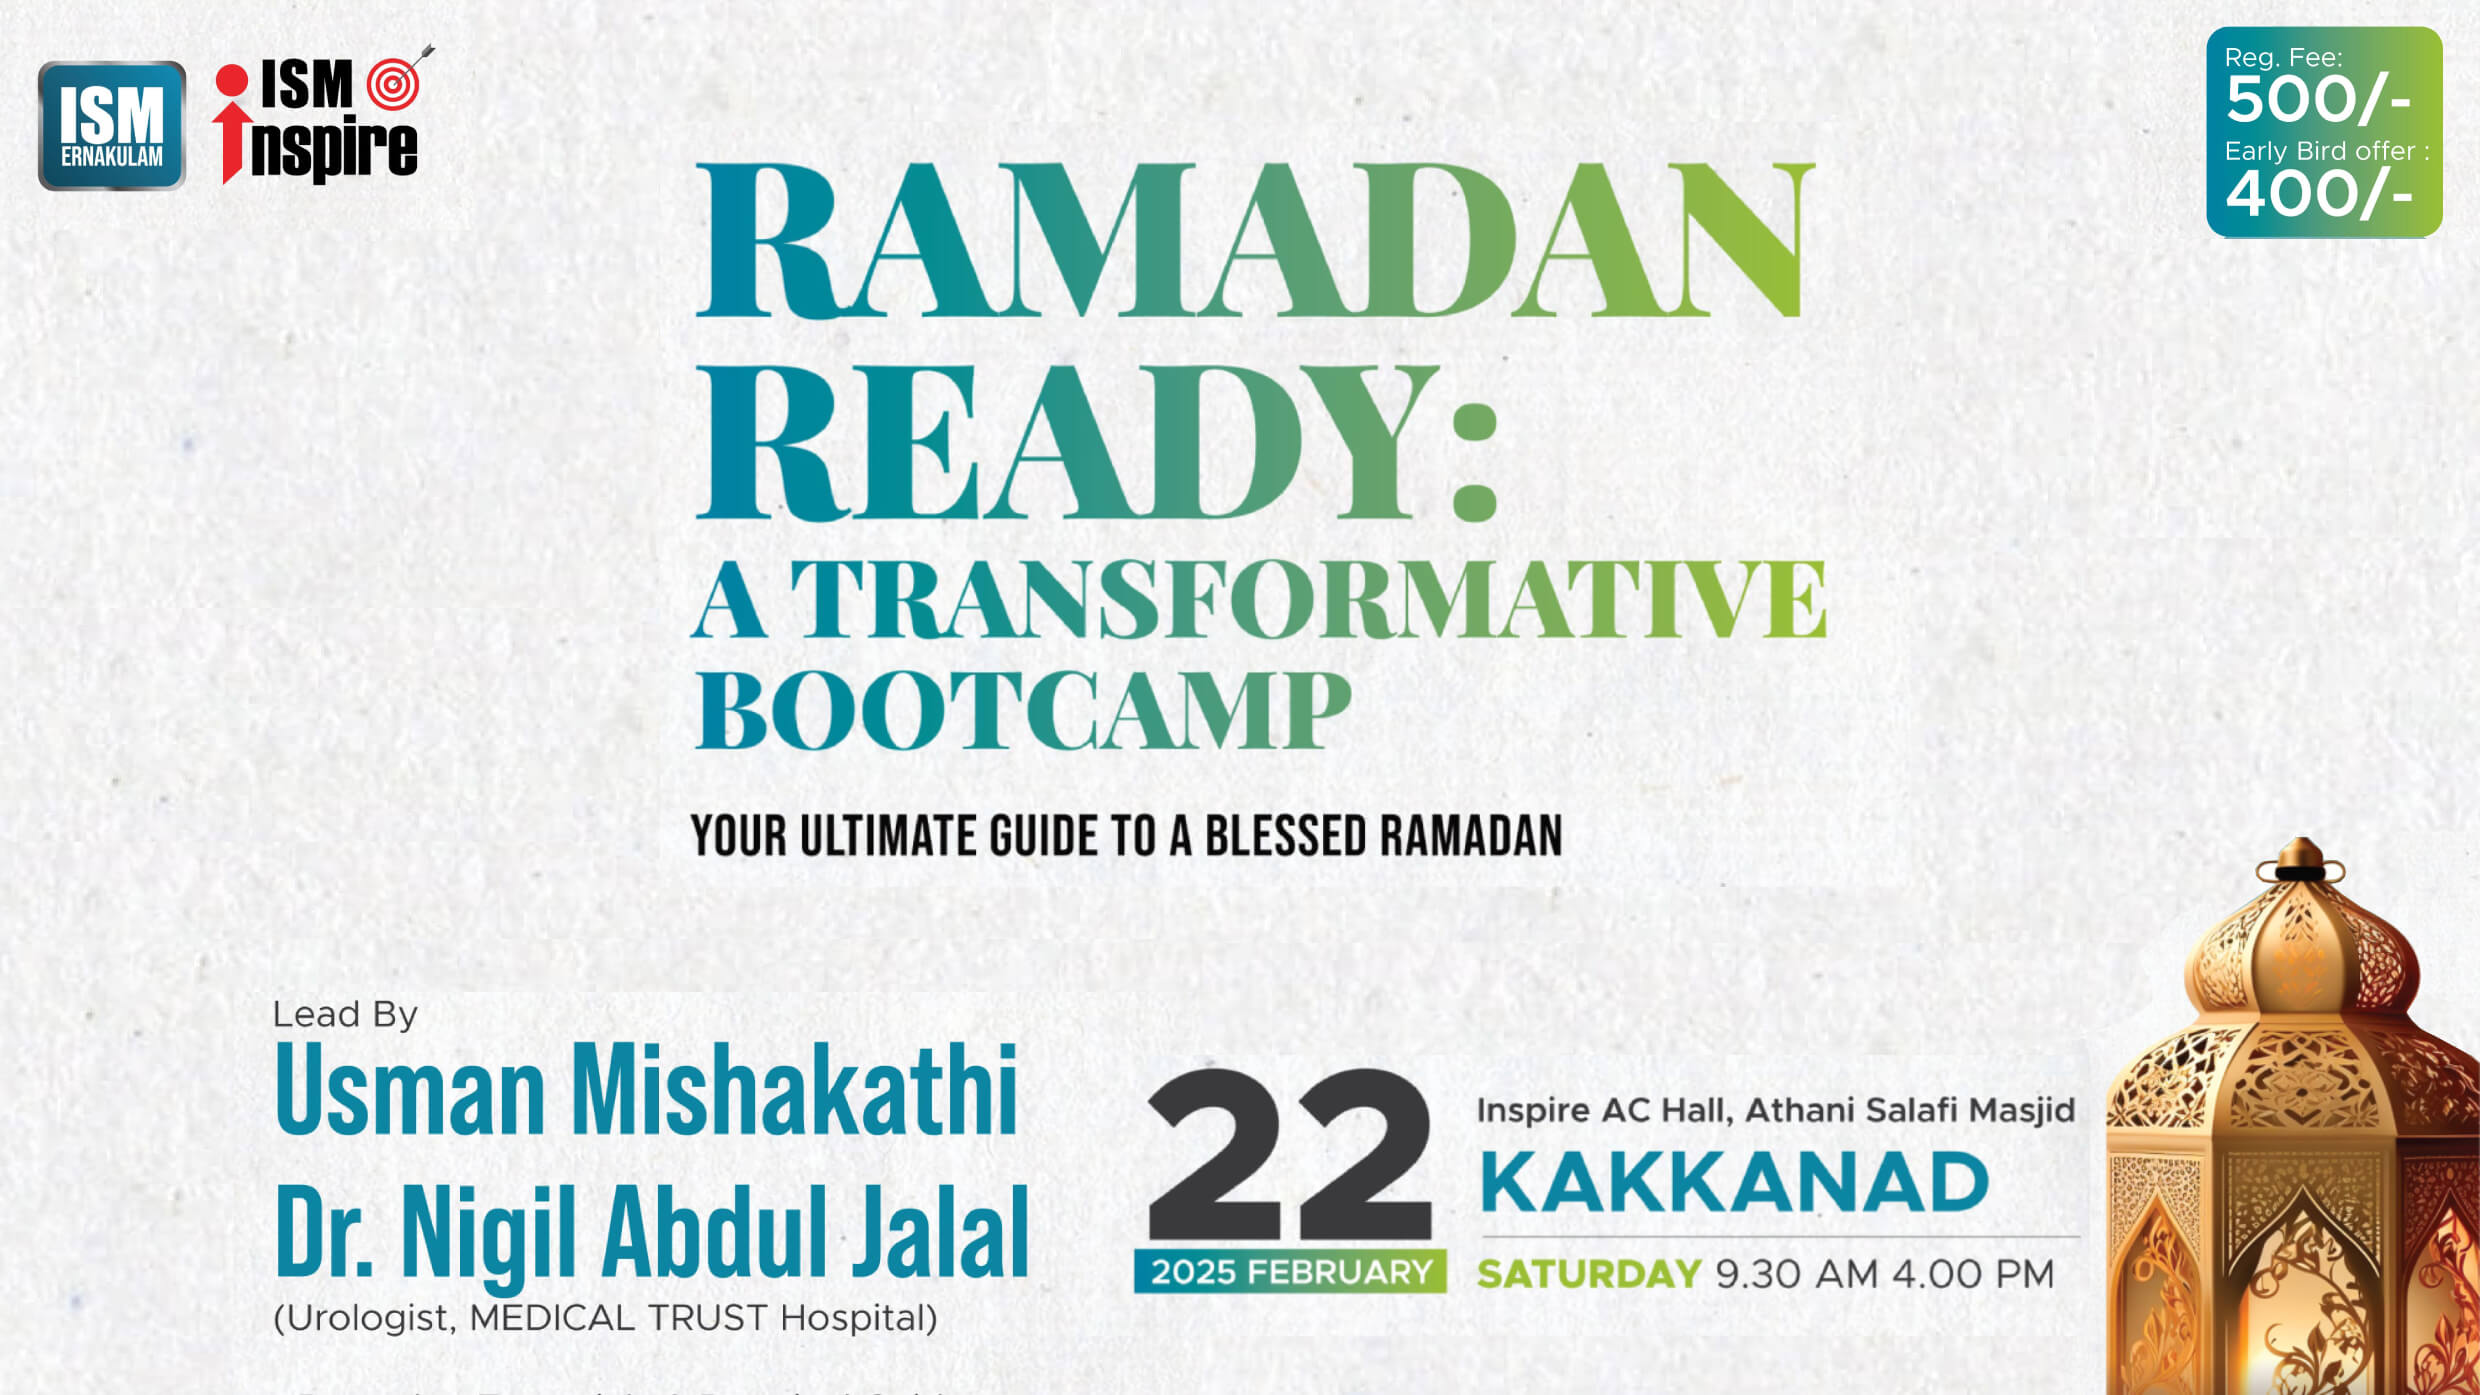 ISM
ERNAKULAM
ISM
inspire
Reg. Fee:
500/-
Early Bird offer :
400/-
RAMADAN
READY:
A TRANSFORMATIVE
BOOTCAMP
YOUR ULTIMATE GUIDE TO A BLESSED RAMADAN
Lead By
Usman Mishakathi
Dr. Nigil Abdul Jalal
(Urologist, MEDICAL TRUST Hospital)
22
2025 FEBRUARY
Inspire AC Hall, Athani Salafi Masjid
KAKKANAD
SATURDAY 9.30 AM 4.00 PM